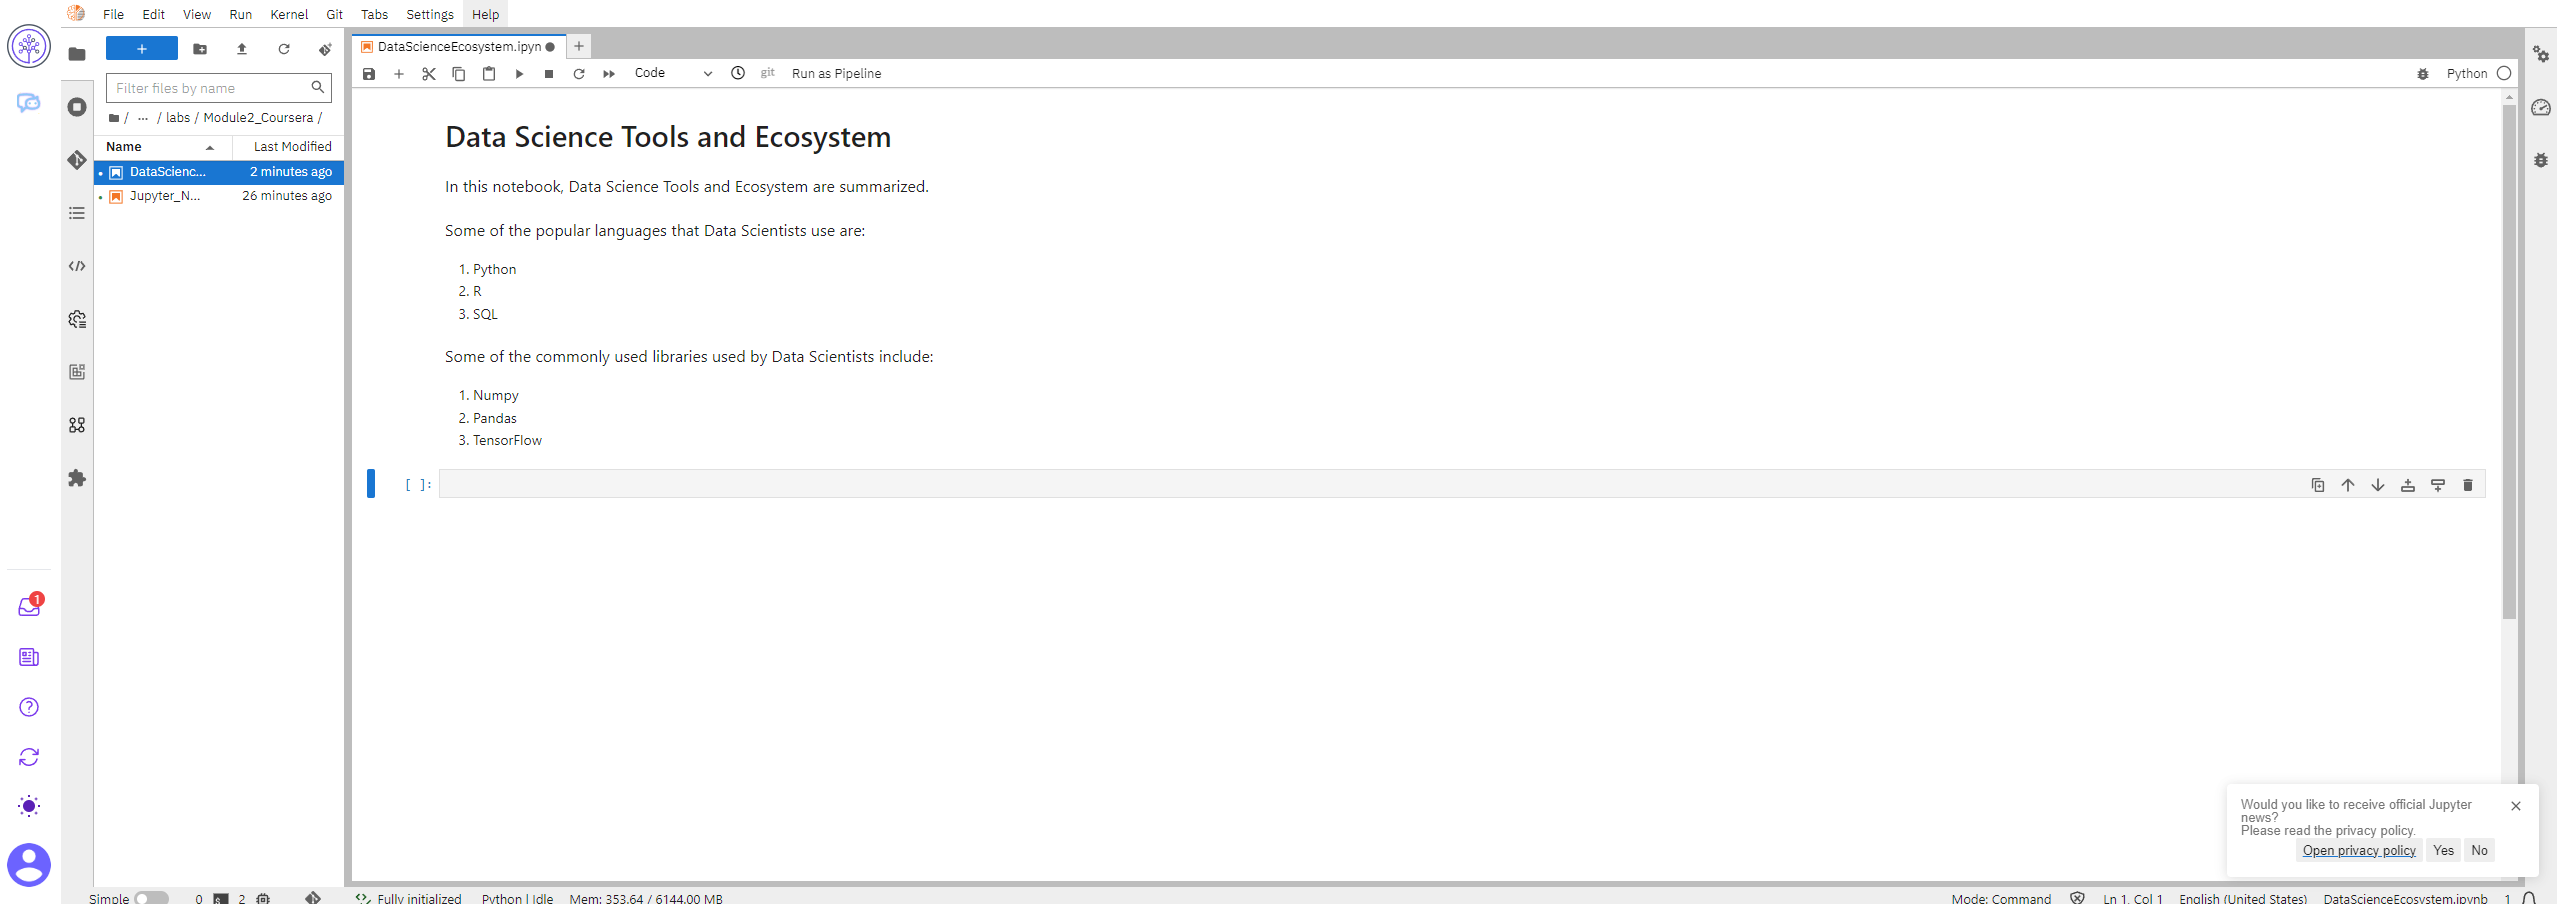 File Edit View Run Kernel Git Tabs Settings Help
Filter files by name
/ ... / labs / Module2_Coursera /
Name Last Modified
DataScienc... 2 minutes ago
Jupyter_N... 26 minutes ago
DataScienceEcosystem.ipyn
Code git Run as Pipeline Python
Data Science Tools and Ecosystem
In this notebook, Data Science Tools and Ecosystem are summarized.
Some of the popular languages that Data Scientists use are:
1. Python
2. R
3. SQL
Some of the commonly used libraries used by Data Scientists include:
1. Numpy
2. Pandas
3. TensorFlow
[ ]:
1
Would you like to receive official Jupyter
news?
Please read the privacy policy.
Open privacy policy Yes No
Simple 0 2 Fully initialized Python | Idle Mem: 353.64 / 6144.00 MB Mode: Command Ln 1, Col 1 English (United States) DataScienceEcosystem.ipynb 1